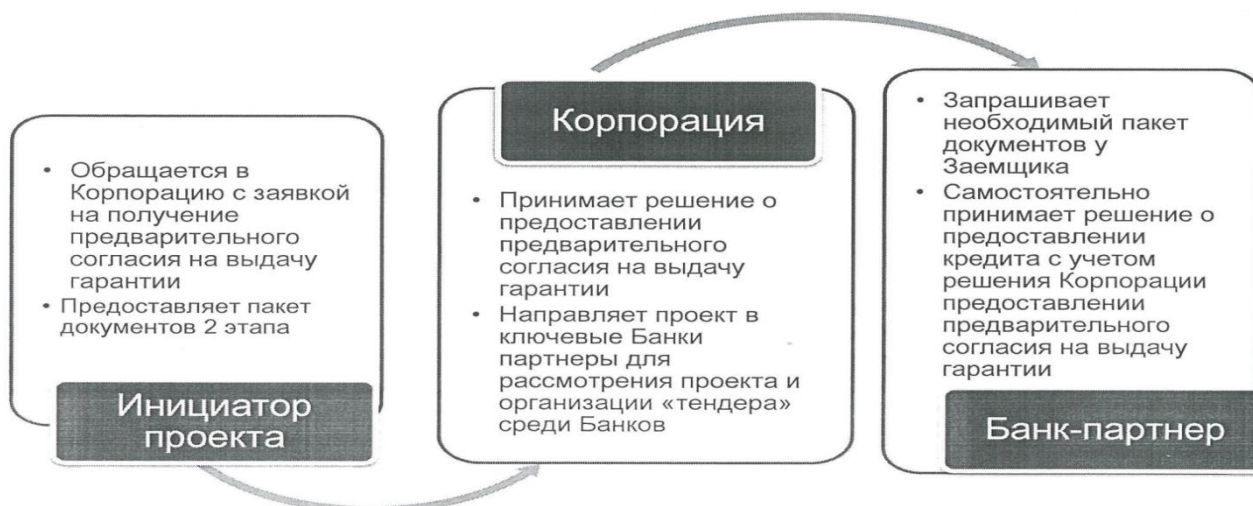 • Обращается в
Корпорацию с заявкой
на получение
предварительного
согласия на выдачу
гарантии
• Предоставляет пакет
документов 2 этапа
Инициатор
проекта
Корпорация
• Принимает решение о
предоставлении
предварительного
согласия на выдачу
гарантии
• Направляет проект в
ключевые Банки
партнеры для
рассмотрения проекта и
организации «тендера»
среди Банков
• Запрашивает
необходимый пакет
документов у
Заемщика
• Самостоятельно
принимает решение о
предоставлении
кредита с учетом
решения Корпорации
предоставлении
предварительного
согласия на выдачу
гарантии
Банк-партнер